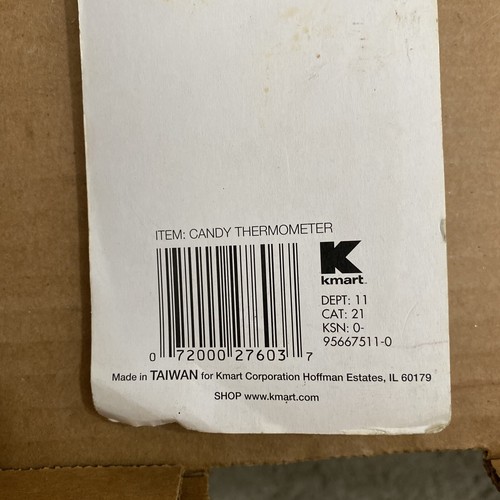 ITEM: CANDY THERMOMETER
K
kmart.
DEPT: 11
CAT: 21
KSN: 0-
95667511-0
0 72000 27603 7
Made in TAIWAN for Kmart Corporation Hoffman Estates, IL 60179
SHOP www.kmart.com